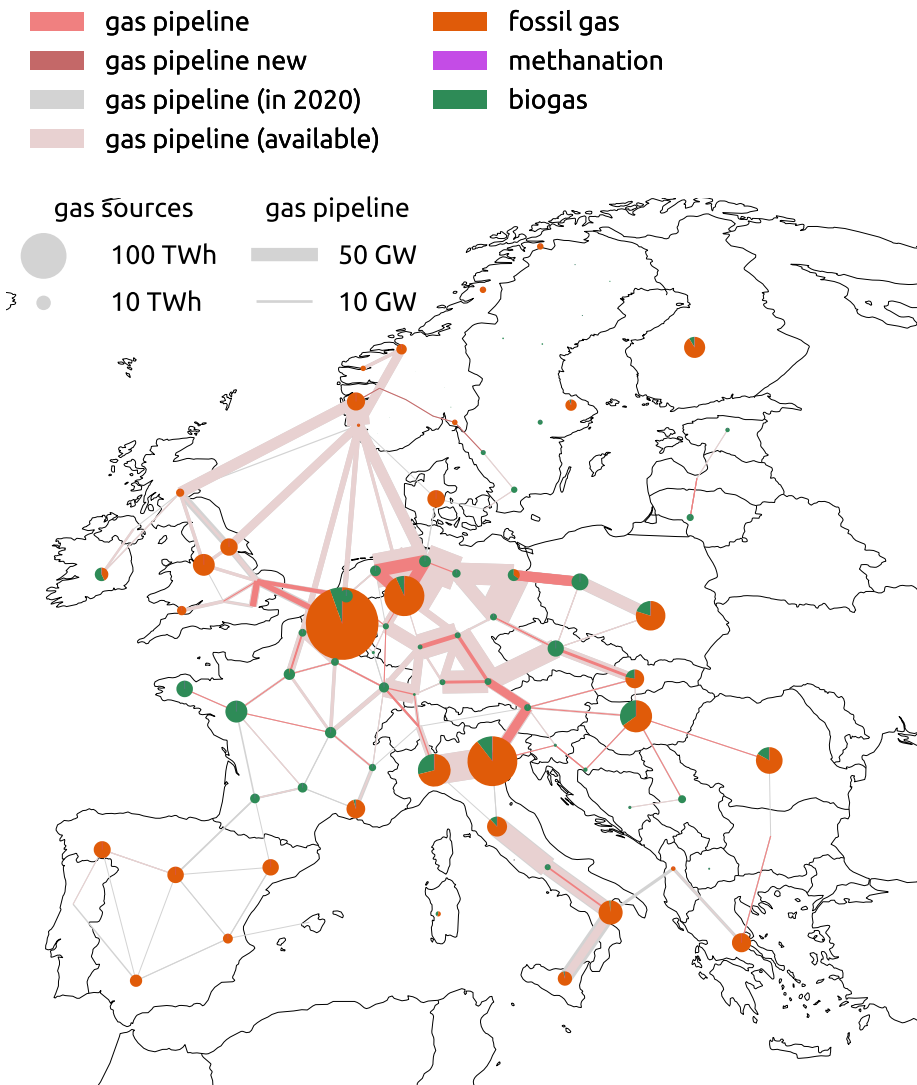 gas pipeline
gas pipeline new
gas pipeline (in 2020)
gas pipeline (available)
fossil gas
methanation
biogas
gas sources
100 TWh
10 TWh
gas pipeline
50 GW
10 GW